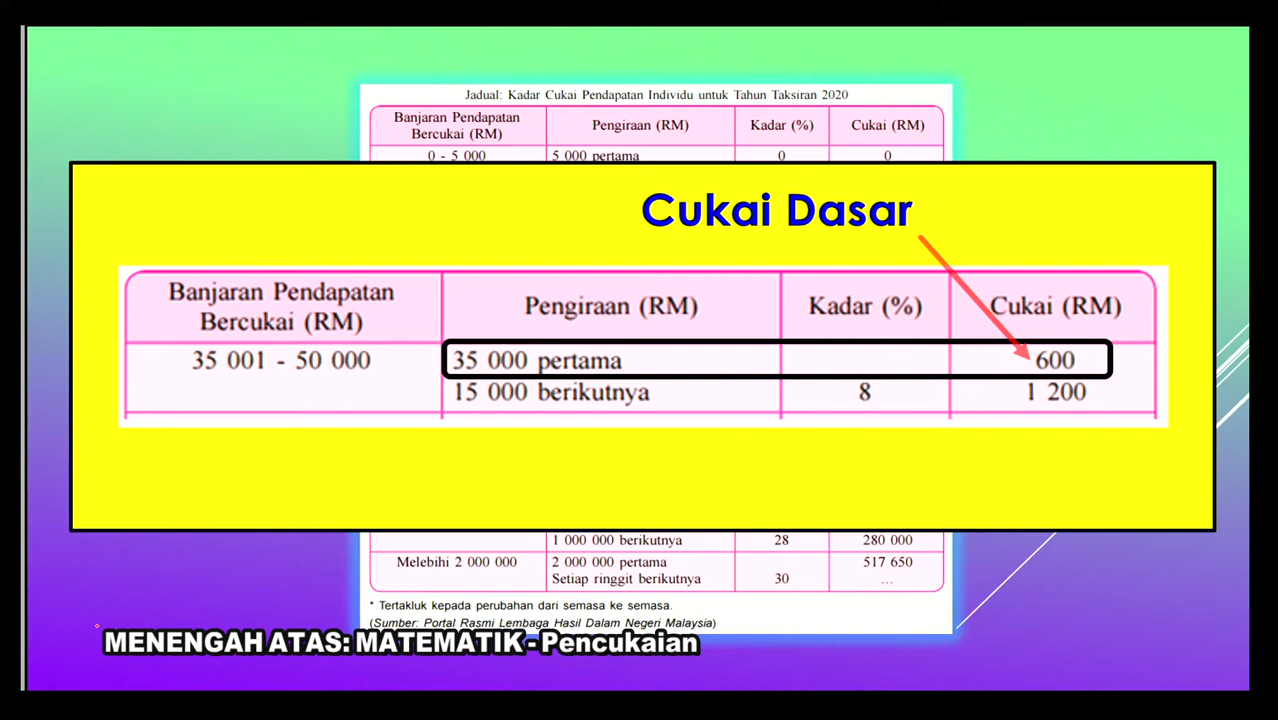 Jadual: Kadar Cukai Pendapatan Individu untuk Tahun Taksiran 2020
Banjaran Pendapatan Bercukai (RM) Pengiraan (RM) Kadar (%) Cukai (RM)
0 - 5 000 5 000 pertama 0 0
Cukai Dasar
Banjaran Pendapatan
Bercukai (RM) Pengiraan (RM) Kadar (%) Cukai (RM)
35 001 - 50 000 35 000 pertama 600
15 000 berikutnya 8 1 200
1 000 000 berikutnya 28 280 000
Melebihi 2 000 000 2 000 000 pertama 517 650
Setiap ringgit berikutnya 30 ...
* Tertakluk kepada perubahan dari semasa ke semasa.
(Sumber: Portal Rasmi Lembaga Hasil Dalam Negeri Malaysia)
MENENGAH ATAS: MATEMATIK - Pencukaian